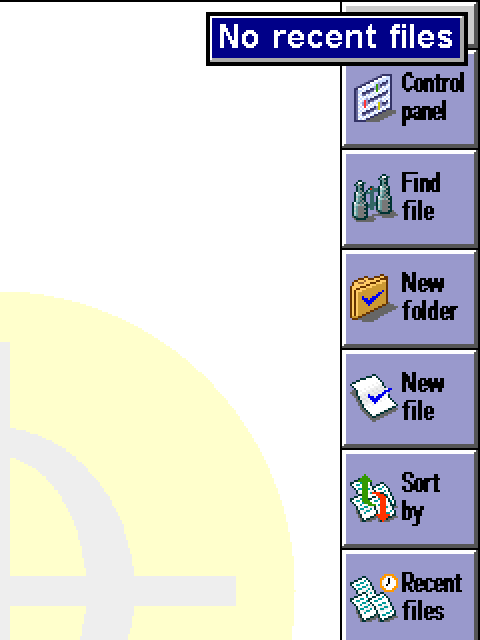 No recent files
Control
panel
Find
file
New
folder
New
file
Sort
by
Recent
files